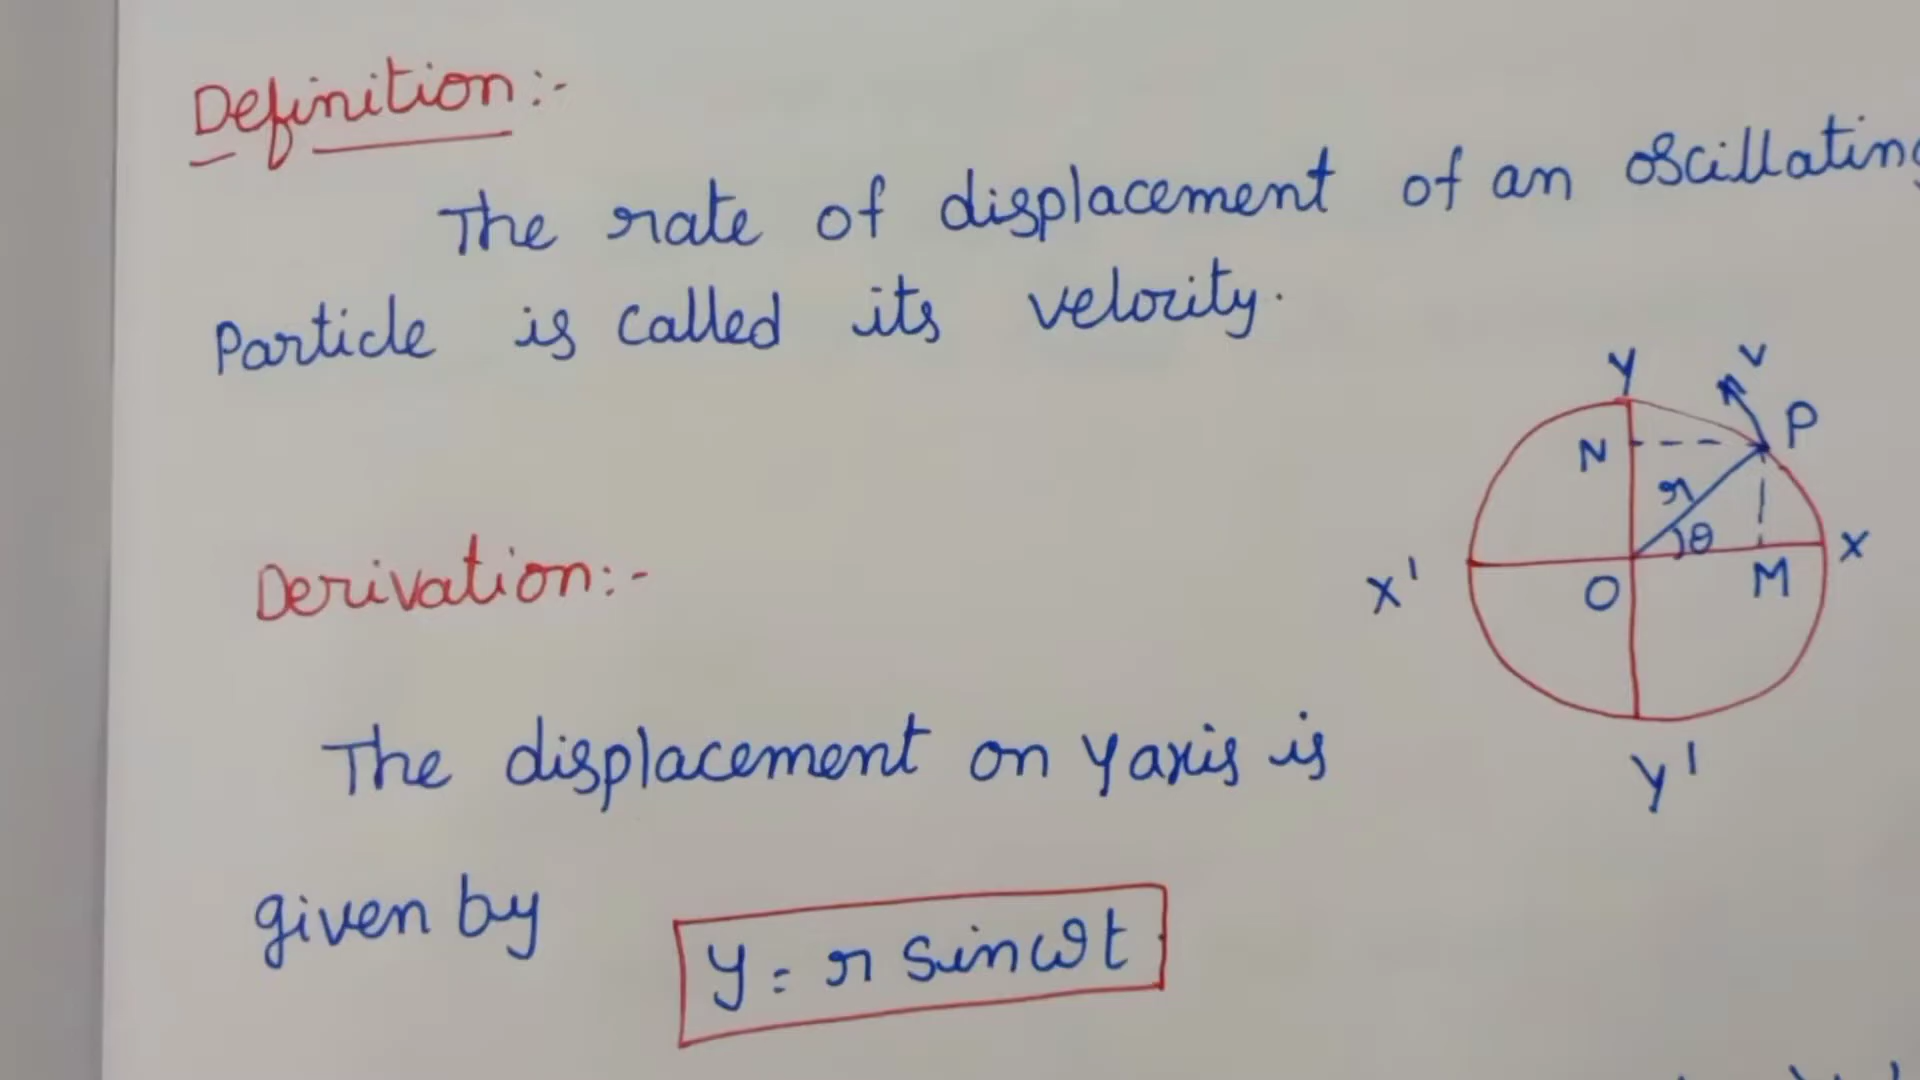 Definition:-
The rate of displacement of an oscillating
Particle is called its velocity.
Y
V
N
P
r
θ
X
X'
O
M
Derivation:-
Y'
The displacement on y axis is
given by
y = r sin ωt